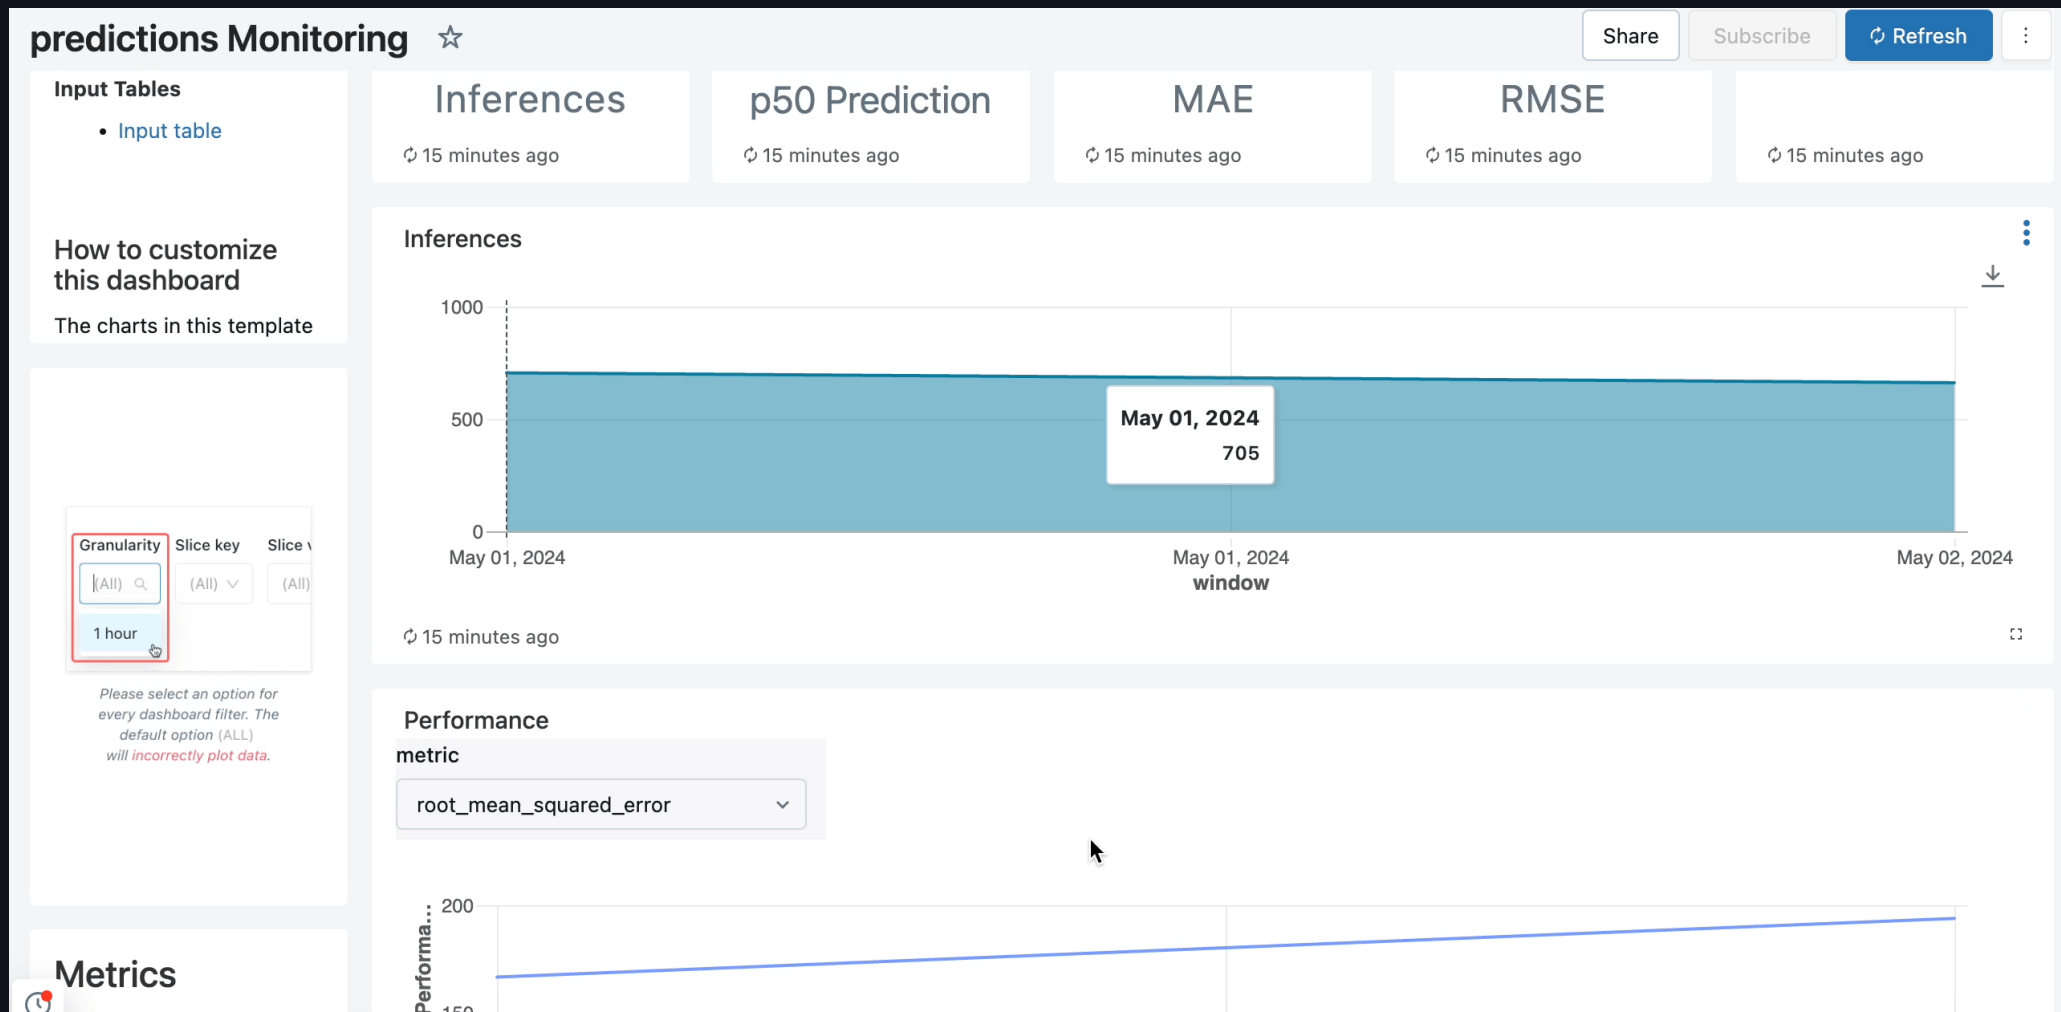 predictions Monitoring
Share
Subscribe
Refresh
Input Tables
Input table
How to customize
this dashboard
The charts in this template
Inferences
15 minutes ago
p50 Prediction
15 minutes ago
MAE
15 minutes ago
RMSE
15 minutes ago
15 minutes ago
Granularity Slice key Slice
(All) (All) (All)
1 hour
Please select an option for
every dashboard filter. The
default option (ALL)
will incorrectly plot data.
Metrics
Inferences
1000
500
0
May 01, 2024
705
May 01, 2024 May 01, 2024 May 02, 2024
window
15 minutes ago
Performance
metric
root_mean_squared_error
200
150
Performa...